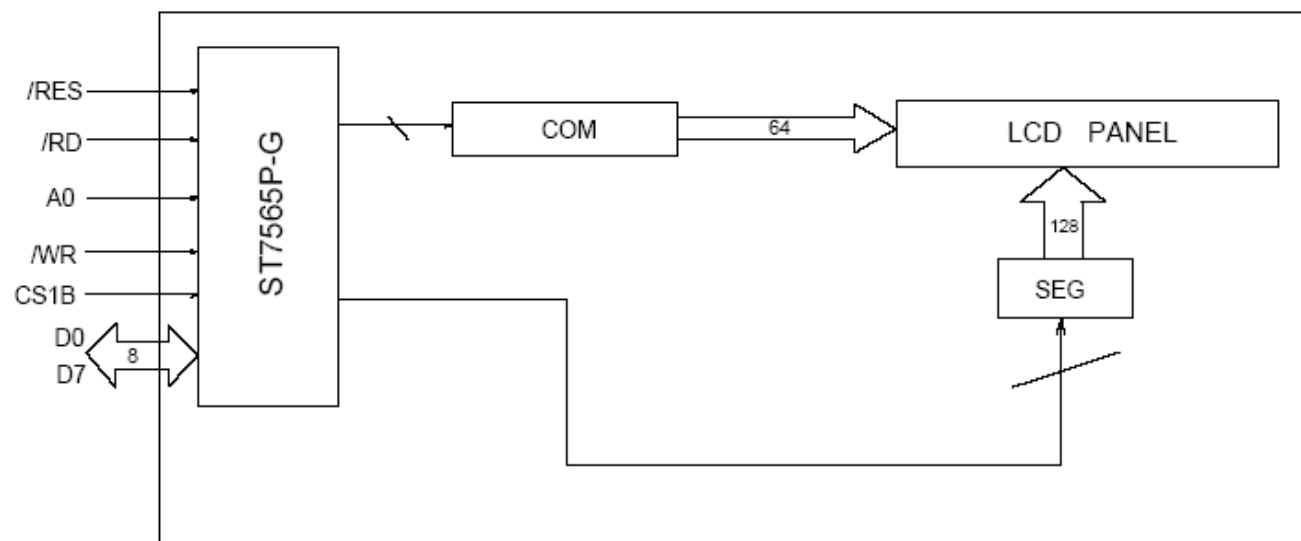 /RES
/RD
A0
/WR
CS1B
D0
D7
8
ST7565P-G
COM
64
LCD PANEL
128
SEG